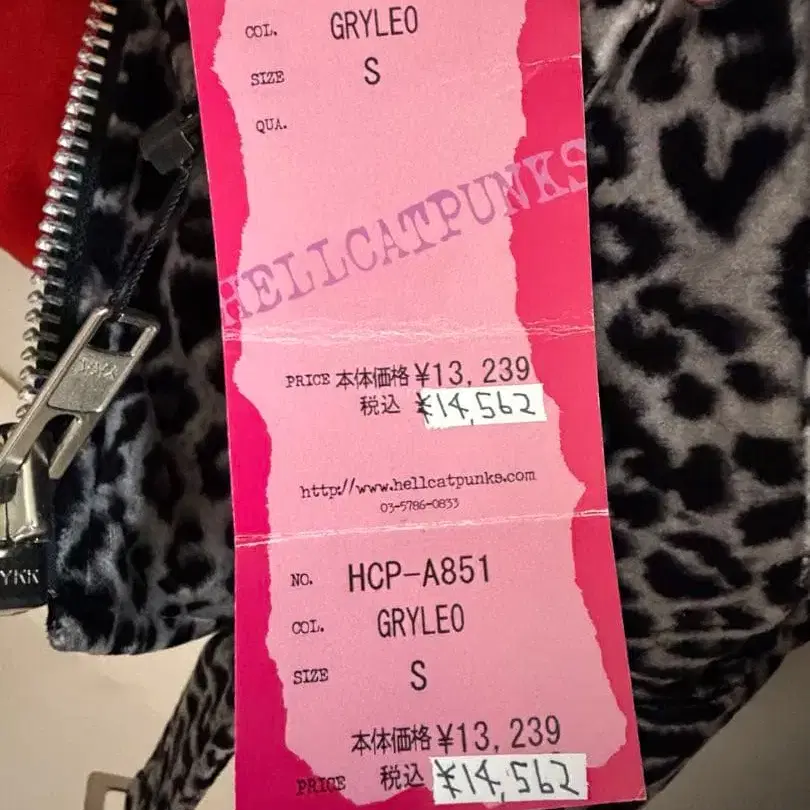 COL. GRYLEO
SIZE S
QUA.
HELLCATPUNKS
PRICE 本体価格 ¥13,239
税込 ¥14,562
http://www.hellcatpunks.com
03-5786-0833
NO. HCP-A851
COL. GRYLEO
SIZE S
本体価格 ¥13,239
PRICE 税込 ¥14,562
YKK
YKK